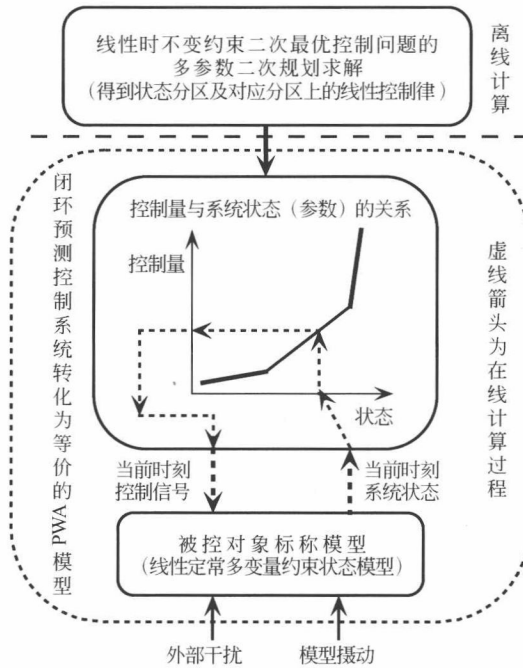 线性时不变约束二次最优控制问题的
多参数二次规划求解
(得到状态分区及对应分区上的线性控制律)
离线计算
闭环预测控制系统转化为等价的PWA模型
控制量与系统状态(参数)的关系
控制量
状态
虚线箭头为在线计算过程
当前时刻
控制信号
当前时刻
系统状态
被控对象标称模型
(线性定常多变量约束状态模型)
外部干扰
模型摄动